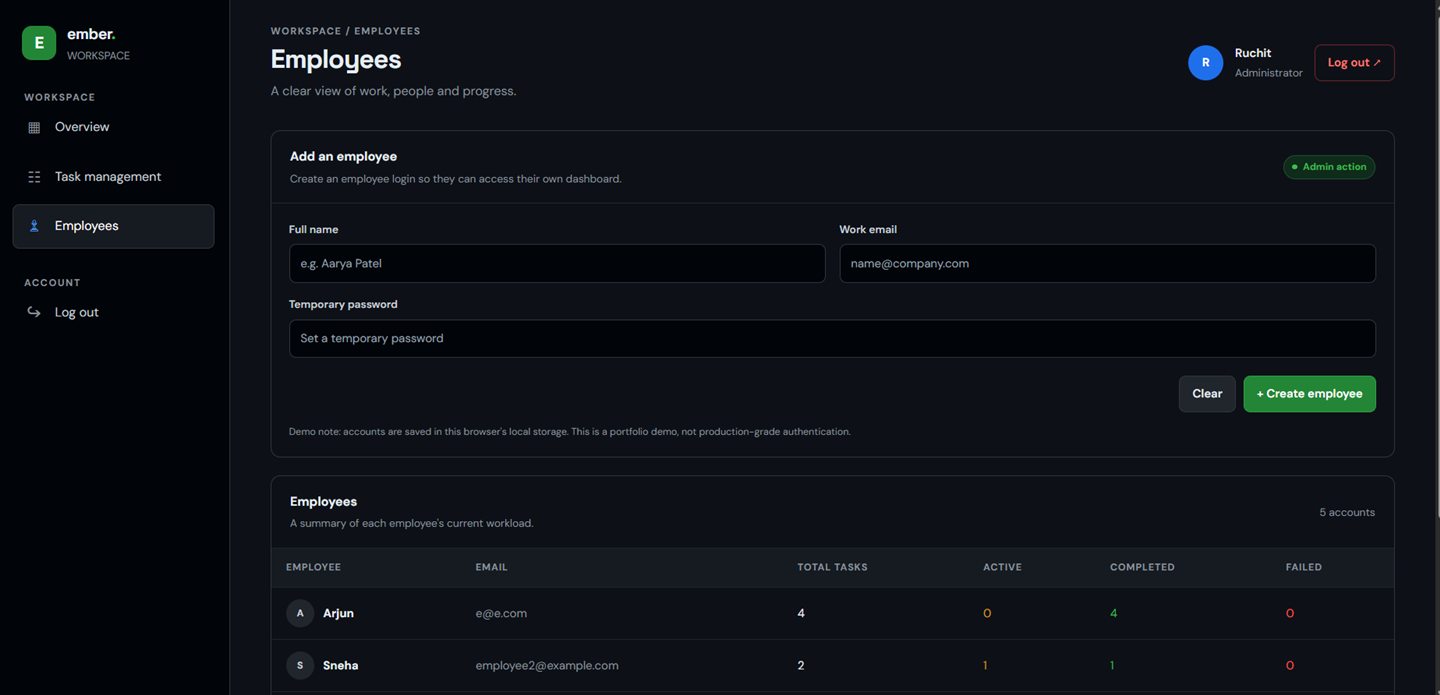 E
ember.
WORKSPACE
WORKSPACE
Overview
Task management
Employees
ACCOUNT
Log out
WORKSPACE / EMPLOYEES
Employees
A clear view of work, people and progress.
R
Ruchit
Administrator
Log out ↗
Add an employee
Create an employee login so they can access their own dashboard.
Admin action
Full name
Work email
e.g. Aarya Patel
name@company.com
Temporary password
Set a temporary password
Clear
+ Create employee
Demo note: accounts are saved in this browser's local storage. This is a portfolio demo, not production-grade authentication.
Employees
A summary of each employee's current workload.
5 accounts
EMPLOYEE EMAIL TOTAL TASKS ACTIVE COMPLETED FAILED
A Arjun e@e.com 4 0 4 0
S Sneha employee2@example.com 2 1 1 0